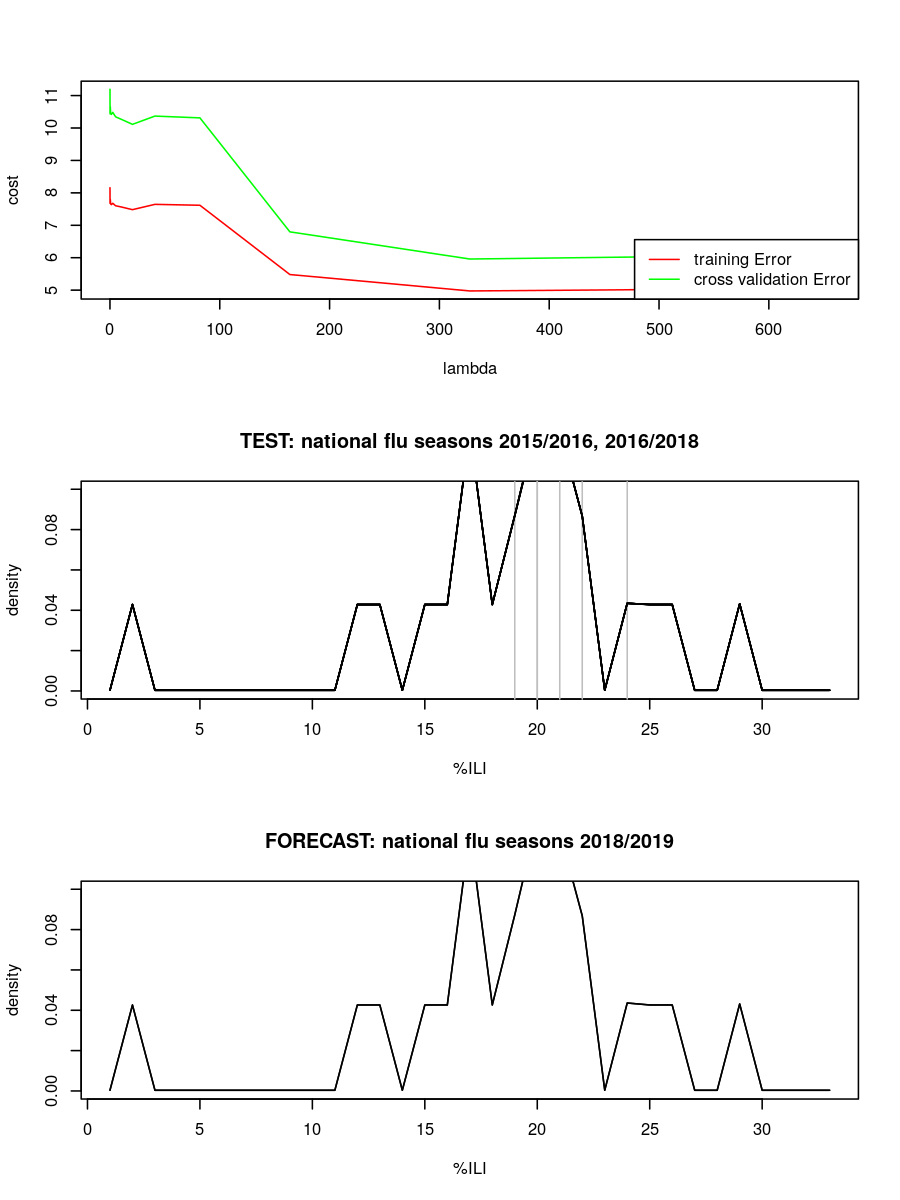 11
10
9
8
7
6
5
cost
training Error
cross validation Error
0 100 200 300 400 500 600
lambda
TEST: national flu seasons 2015/2016, 2016/2018
0.08
0.04
0.00
density
0 5 10 15 20 25 30
%ILI
FORECAST: national flu seasons 2018/2019
0.08
0.04
0.00
density
0 5 10 15 20 25 30
%ILI